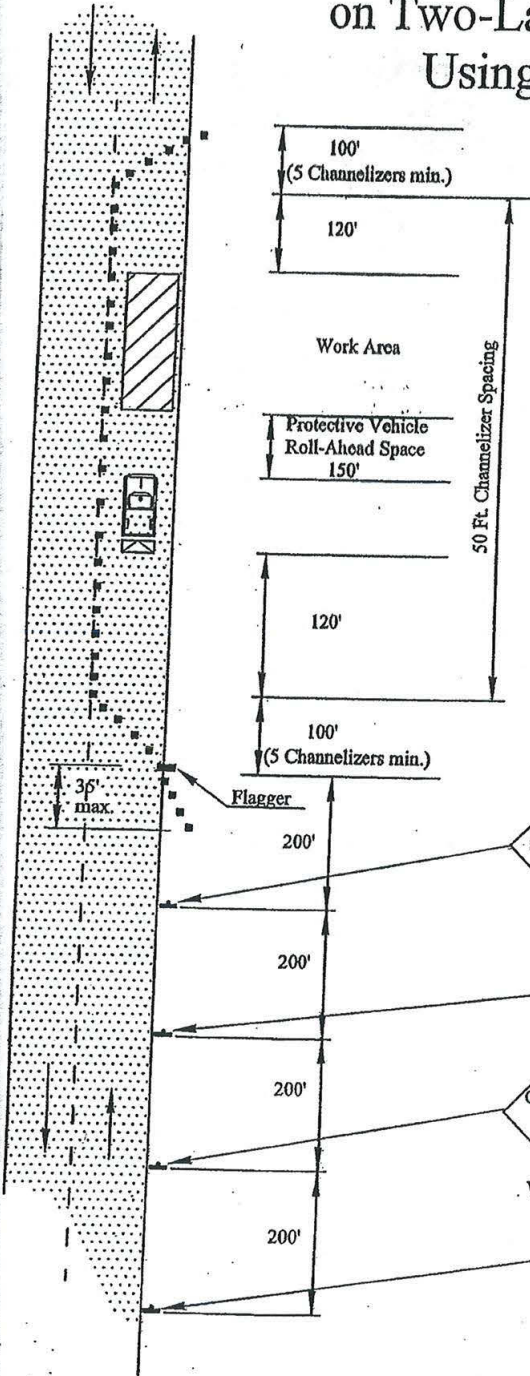 on Two-La
Using
100'
(5 Channelizers min.)
120'
Work Area
Protective Vehicle
Roll-Ahead Space
150'
50 Ft. Channelizer Spacing
120'
100'
(5 Channelizers min.)
35'
max.
Flagger
200'
200'
200'
200'